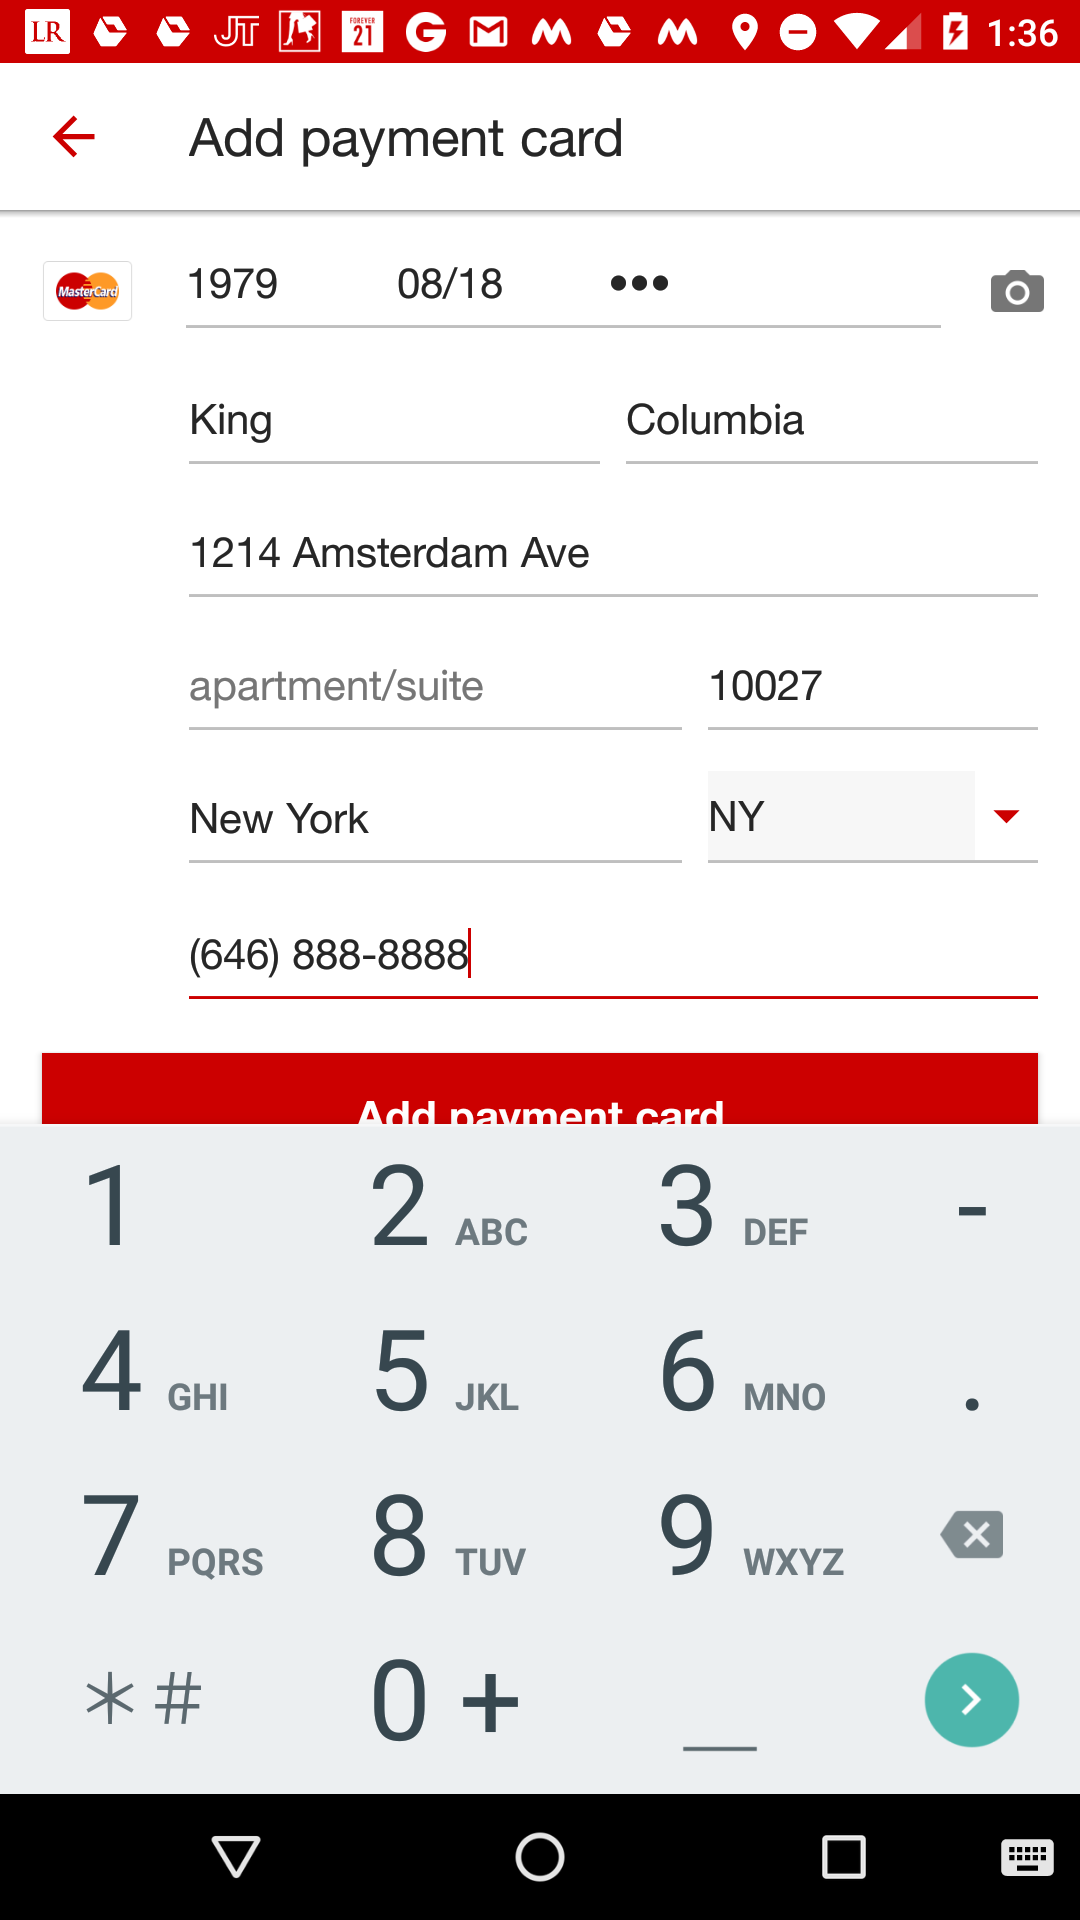 LR JT FOREVER 21 G M 1:36
Add payment card
MasterCard 1979 08/18 •••
King Columbia
1214 Amsterdam Ave
apartment/suite 10027
New York NY
(646) 888-8888
Add payment card
1 2 ABC 3 DEF -
4 GHI 5 JKL 6 MNO .
7 PQRS 8 TUV 9 WXYZ
*# 0 + _